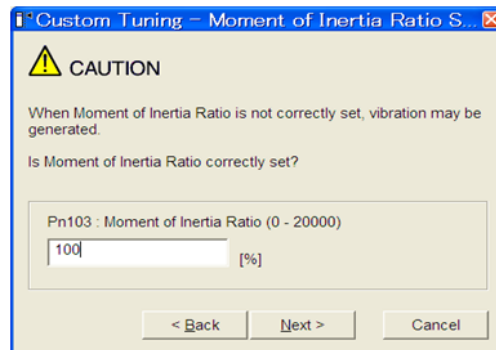 Custom Tuning - Moment of Inertia Ratio S...
CAUTION
When Moment of Inertia Ratio is not correctly set, vibration may be
generated.
Is Moment of Inertia Ratio correctly set?
Pn103 : Moment of Inertia Ratio (0 - 20000)
100
[%]
< Back
Next >
Cancel